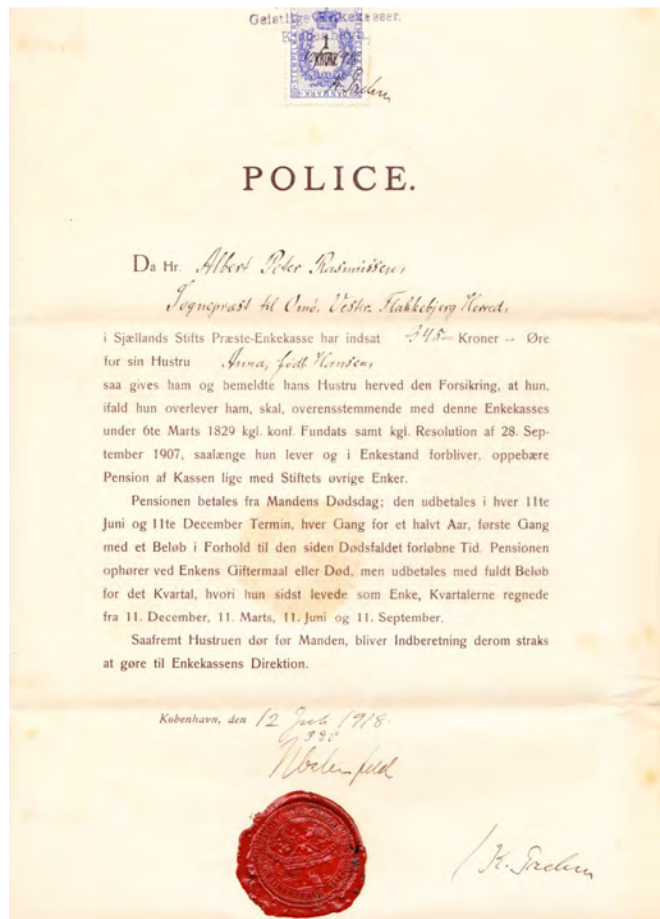 Geistlige Enkekasser.
København.
1
KRONE
STEMPELMÆRKE
DANMARK
POLICE.
Da Hr. Albert Peter Rasmussen,
Sognepræst til Omø, Vester Flakkebjerg Herred,
i Sjællands Stifts Præste-Enkekasse har indsat 345 Kroner " Øre
for sin Hustru Anna, født Hansen,
saa gives ham og bemeldte hans Hustru herved den Forsikring, at hun,
ifald hun overlever ham, skal, overensstemmende med denne Enkekasses
under 6te Marts 1829 kgl. konf. Fundats samt kgl. Resolution af 28. Sep-
tember 1907, saalænge hun lever og i Enkestand forbliver, oppebære
Pension af Kassen lige med Stiftets øvrige Enker.
Pensionen betales fra Mandens Dødsdag; den udbetales i hver 11te
Juni og 11te December Termin, hver Gang for et halvt Aar, første Gang
med et Beløb i Forhold til den siden Dødsfaldet forløbne Tid. Pensionen
ophører ved Enkens Giftermaal eller Død, men udbetales med fuldt Beløb
for det Kvartal, hvori hun sidst levede som Enke, Kvartalerne regnede
fra 11. December, 11. Marts, 11. Juni og 11. September.
Saafremt Hustruen dør før Manden, bliver Indberetning derom straks
at gøre til Enkekassens Direktion.
København, den 12 Juli 1918.